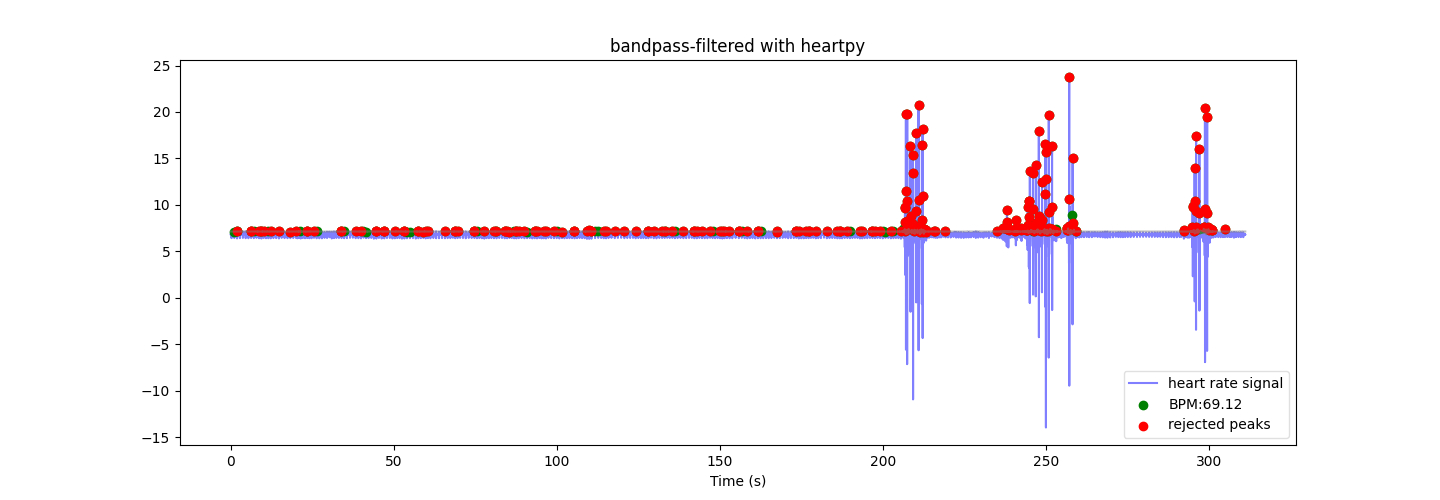 bandpass-filtered with heartpy
25
20
15
10
5
0
−5
−10
−15
heart rate signal
BPM:69.12
rejected peaks
0 50 100 150 200 250 300
Time (s)